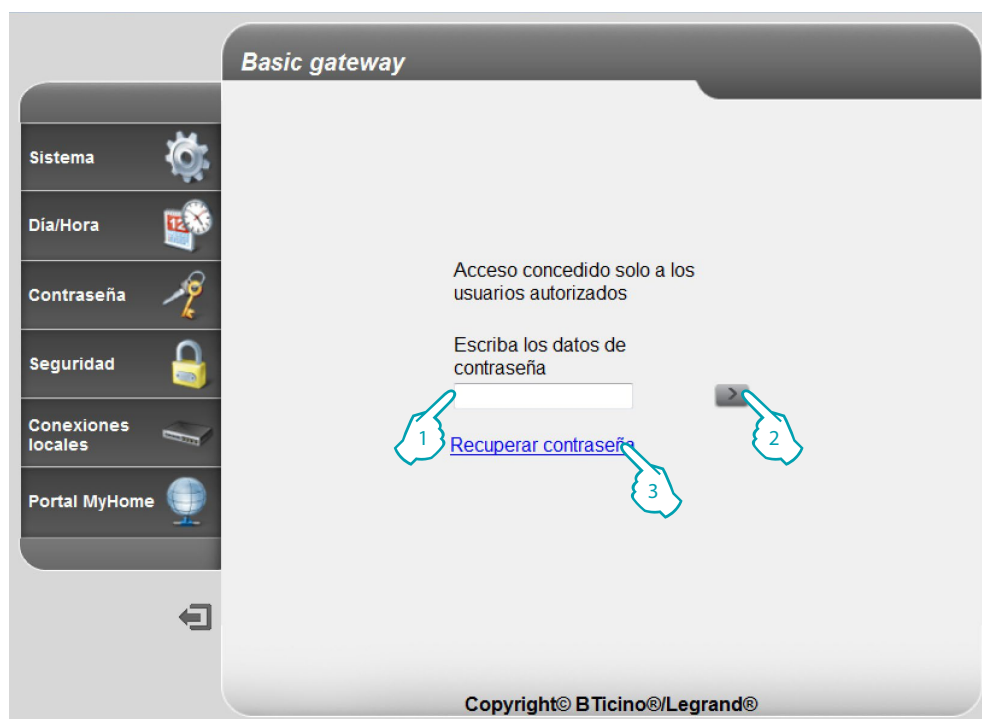 Basic gateway
Sistema
Día/Hora
12
Contraseña
Seguridad
Conexiones
locales
Portal MyHome
Acceso concedido solo a los
usuarios autorizados
Escriba los datos de
contraseña
1
2
Recuperar contraseña
3
Copyright© BTicino®/Legrand®